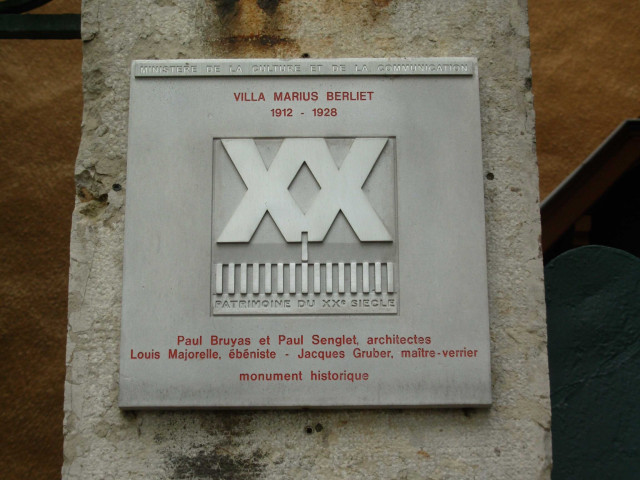 MINISTÈRE DE LA CULTURE ET DE LA COMMUNICATION
VILLA MARIUS BERLIET
1912 - 1928
XX
PATRIMOINE DU XXe SIECLE
Paul Bruyas et Paul Senglet, architectes
Louis Majorelle, ébéniste - Jacques Gruber, maître-verrier
monument historique